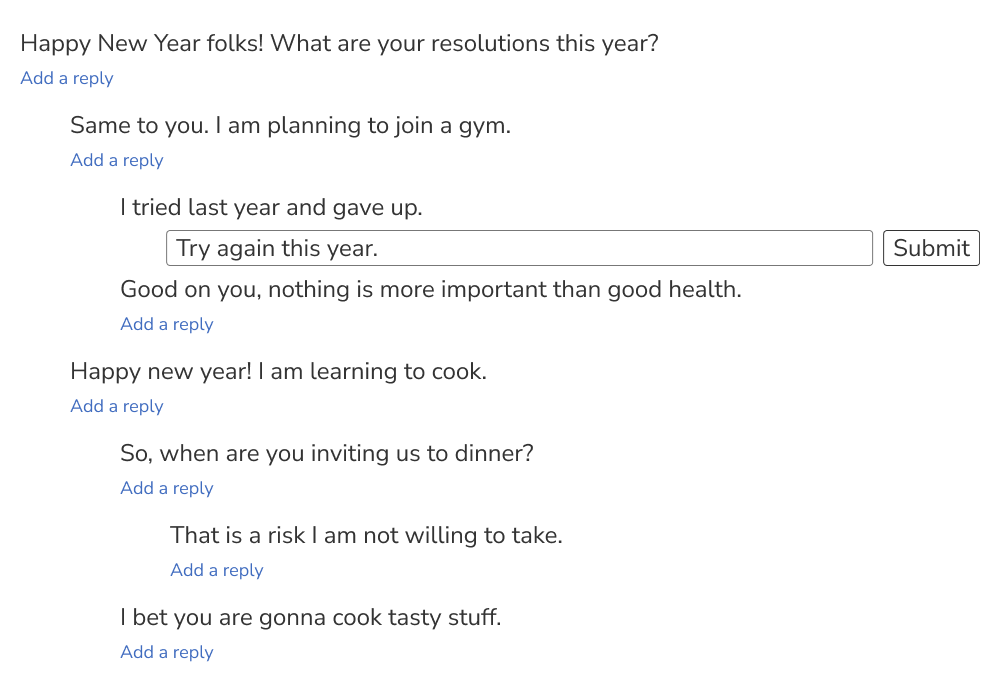 Happy New Year folks! What are your resolutions this year?
Add a reply
Same to you. I am planning to join a gym.
Add a reply
I tried last year and gave up.
Try again this year. Submit
Good on you, nothing is more important than good health.
Add a reply
Happy new year! I am learning to cook.
Add a reply
So, when are you inviting us to dinner?
Add a reply
That is a risk I am not willing to take.
Add a reply
I bet you are gonna cook tasty stuff.
Add a reply